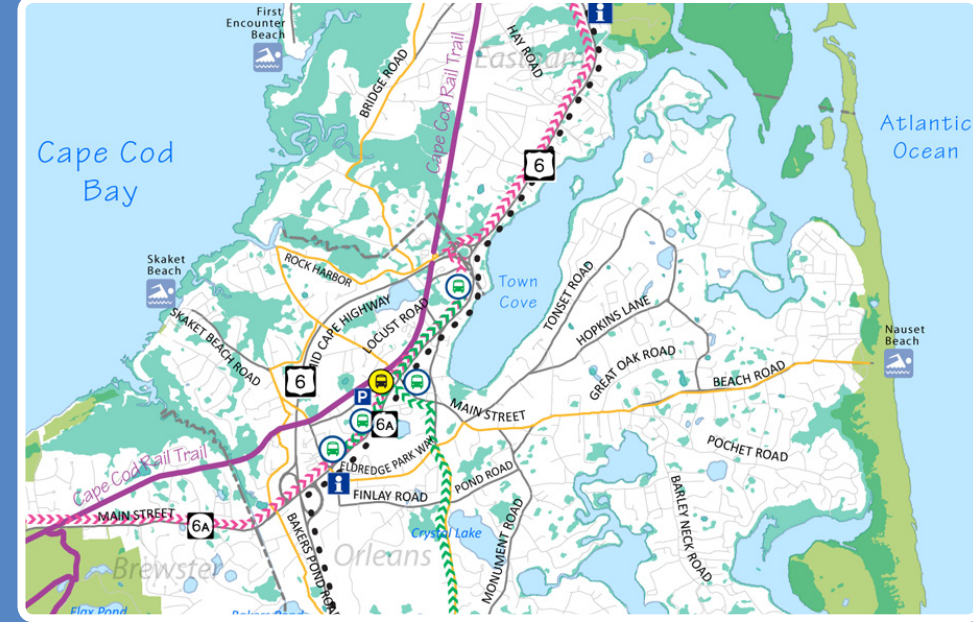 First
Encounter
Beach
i
HAY ROAD
Eastham
BRIDGE ROAD
Cape Cod Rail Trail
Atlantic
Ocean
Cape Cod
Bay
6
Skaket
Beach
ROCK HARBOR
Town
Cove
TONSET ROAD
MID CAPE HIGHWAY
LOCUST ROAD
HOPKINS LANE
SKAKET BEACH ROAD
Nauset
Beach
GREAT OAK ROAD
BEACH ROAD
6
P
MAIN STREET
6A
ELDREDGE PARK WAY
POCHET ROAD
Cape Cod Rail Trail
i
FINLAY ROAD
POND ROAD
BARLEY NECK ROAD
MAIN STREET
6A
BAKERS POND ROAD
Crystal Lake
MONUMENT ROAD
Orleans
Brewster
Flax Pond
Bakers Pond